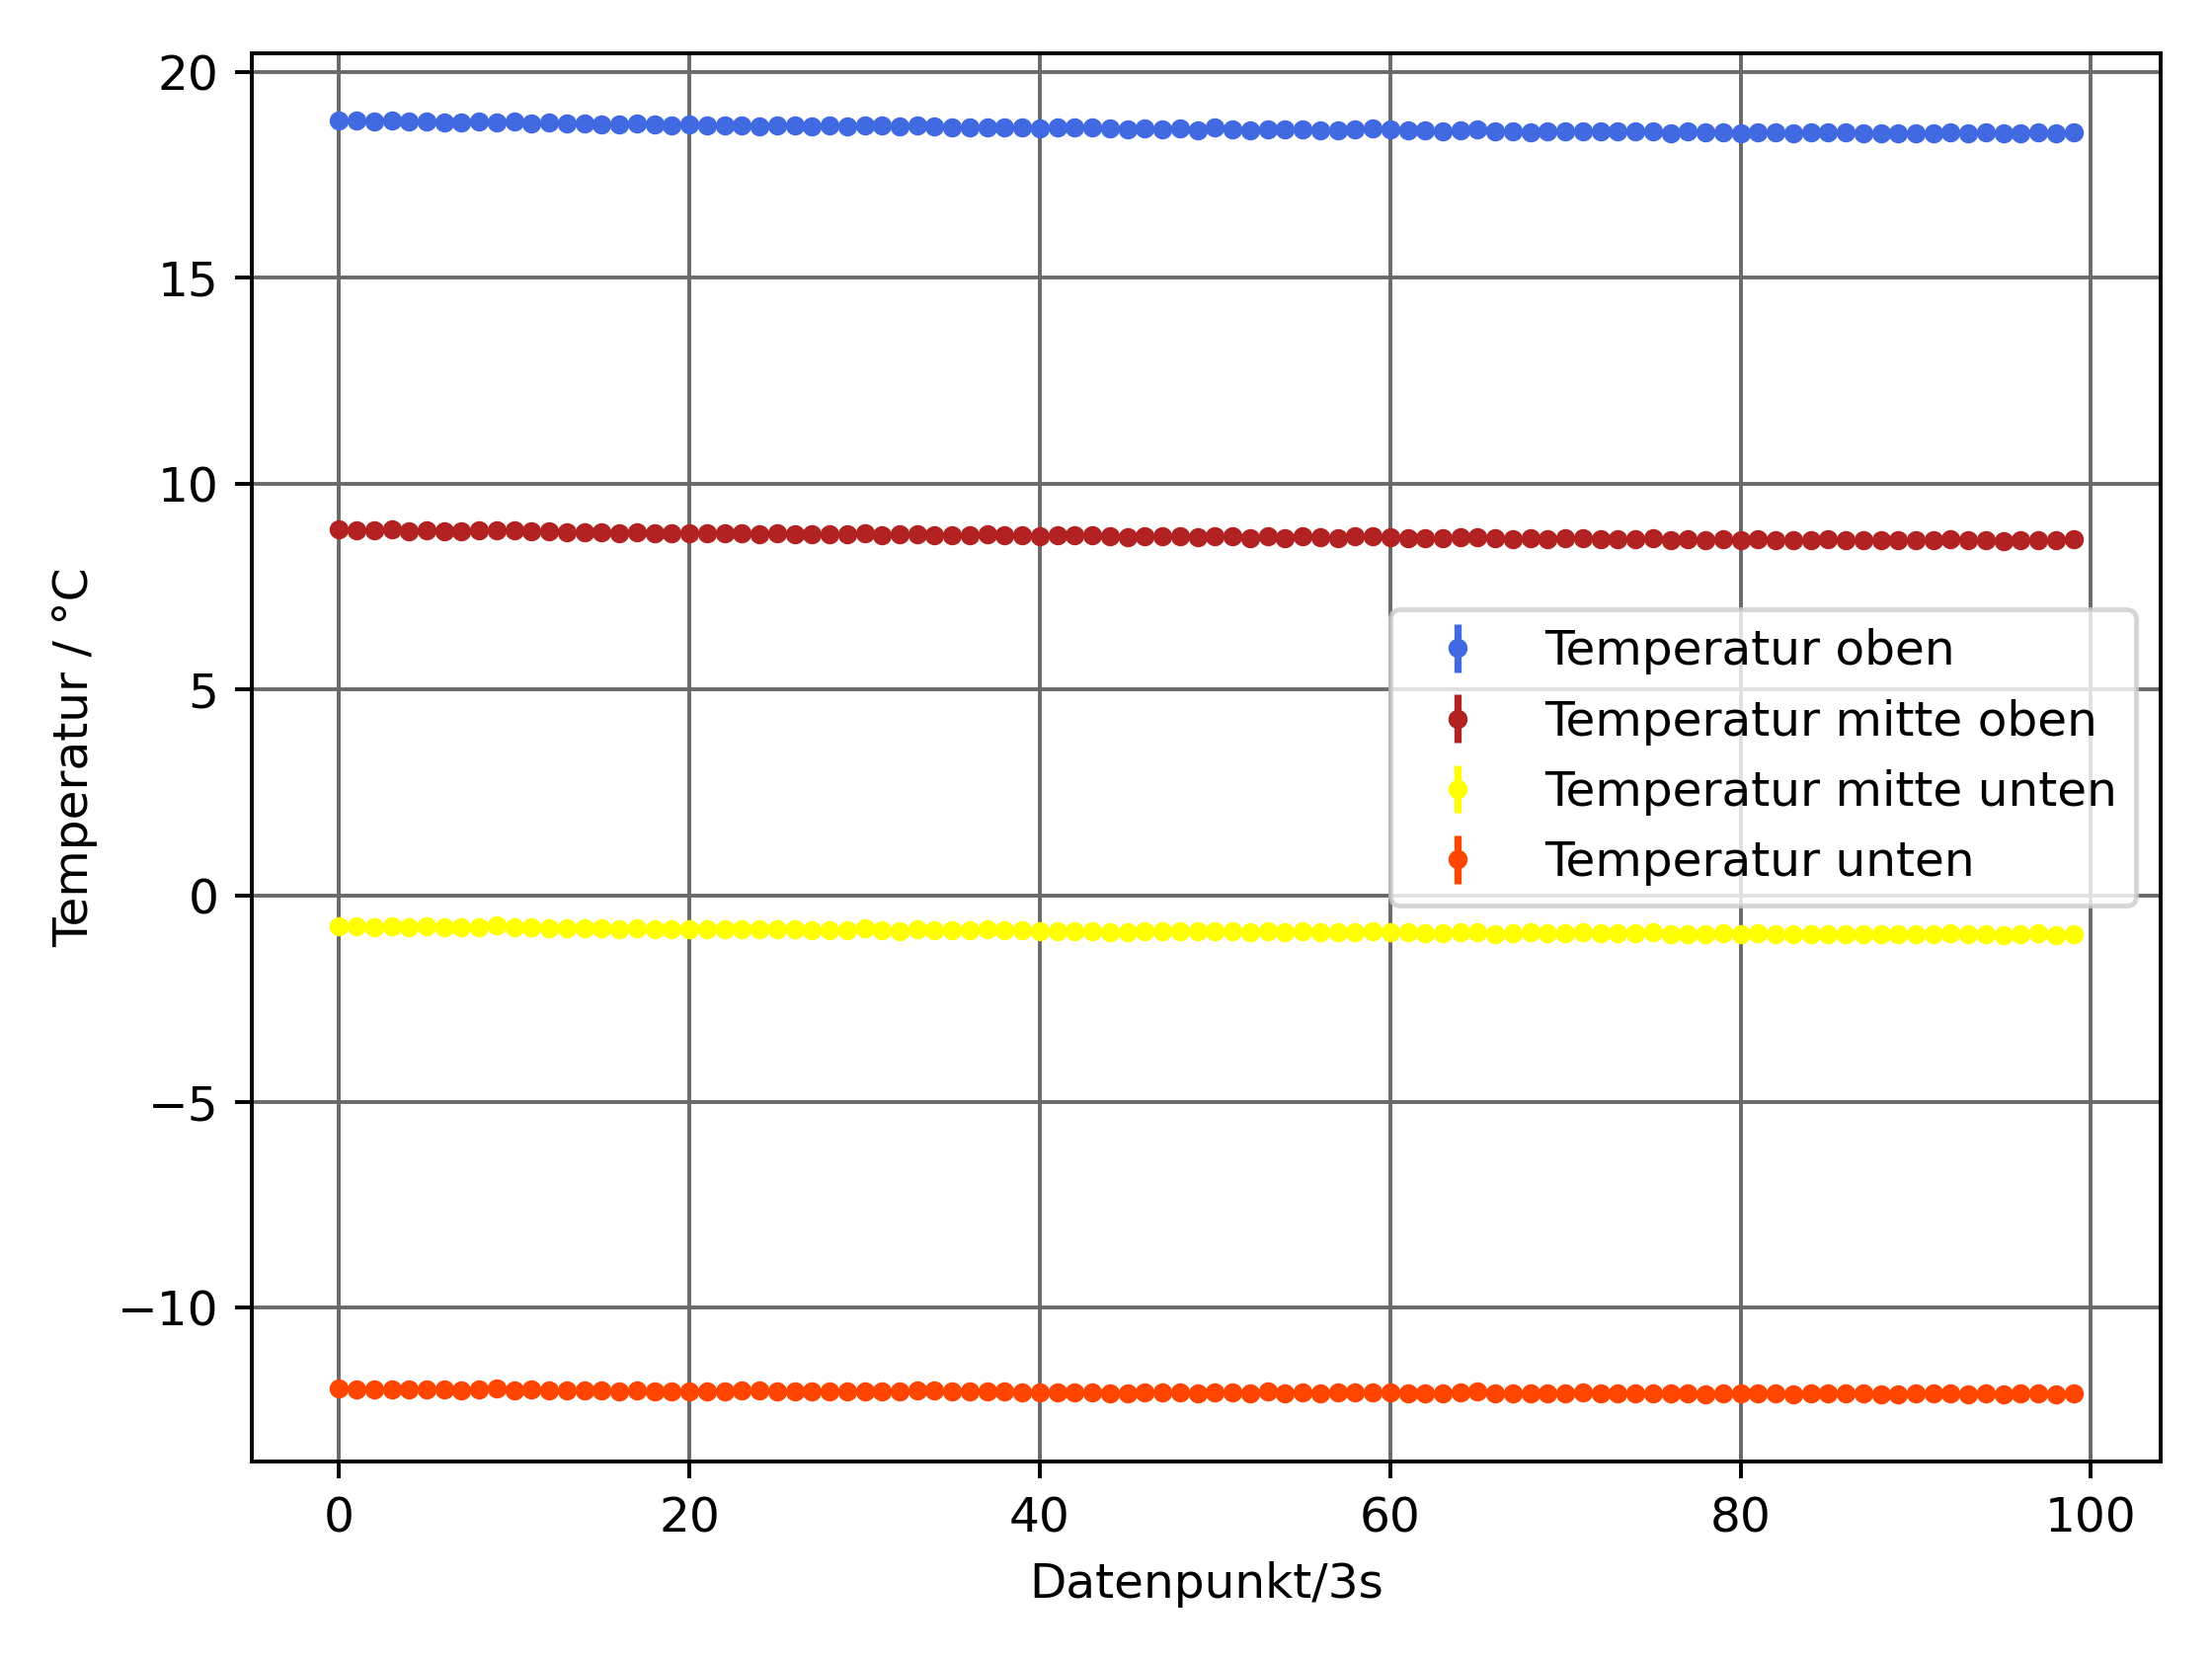 20
15
10
5
0
−5
−10
Temperatur / °C
Temperatur oben
Temperatur mitte oben
Temperatur mitte unten
Temperatur unten
0 20 40 60 80 100
Datenpunkt/3s